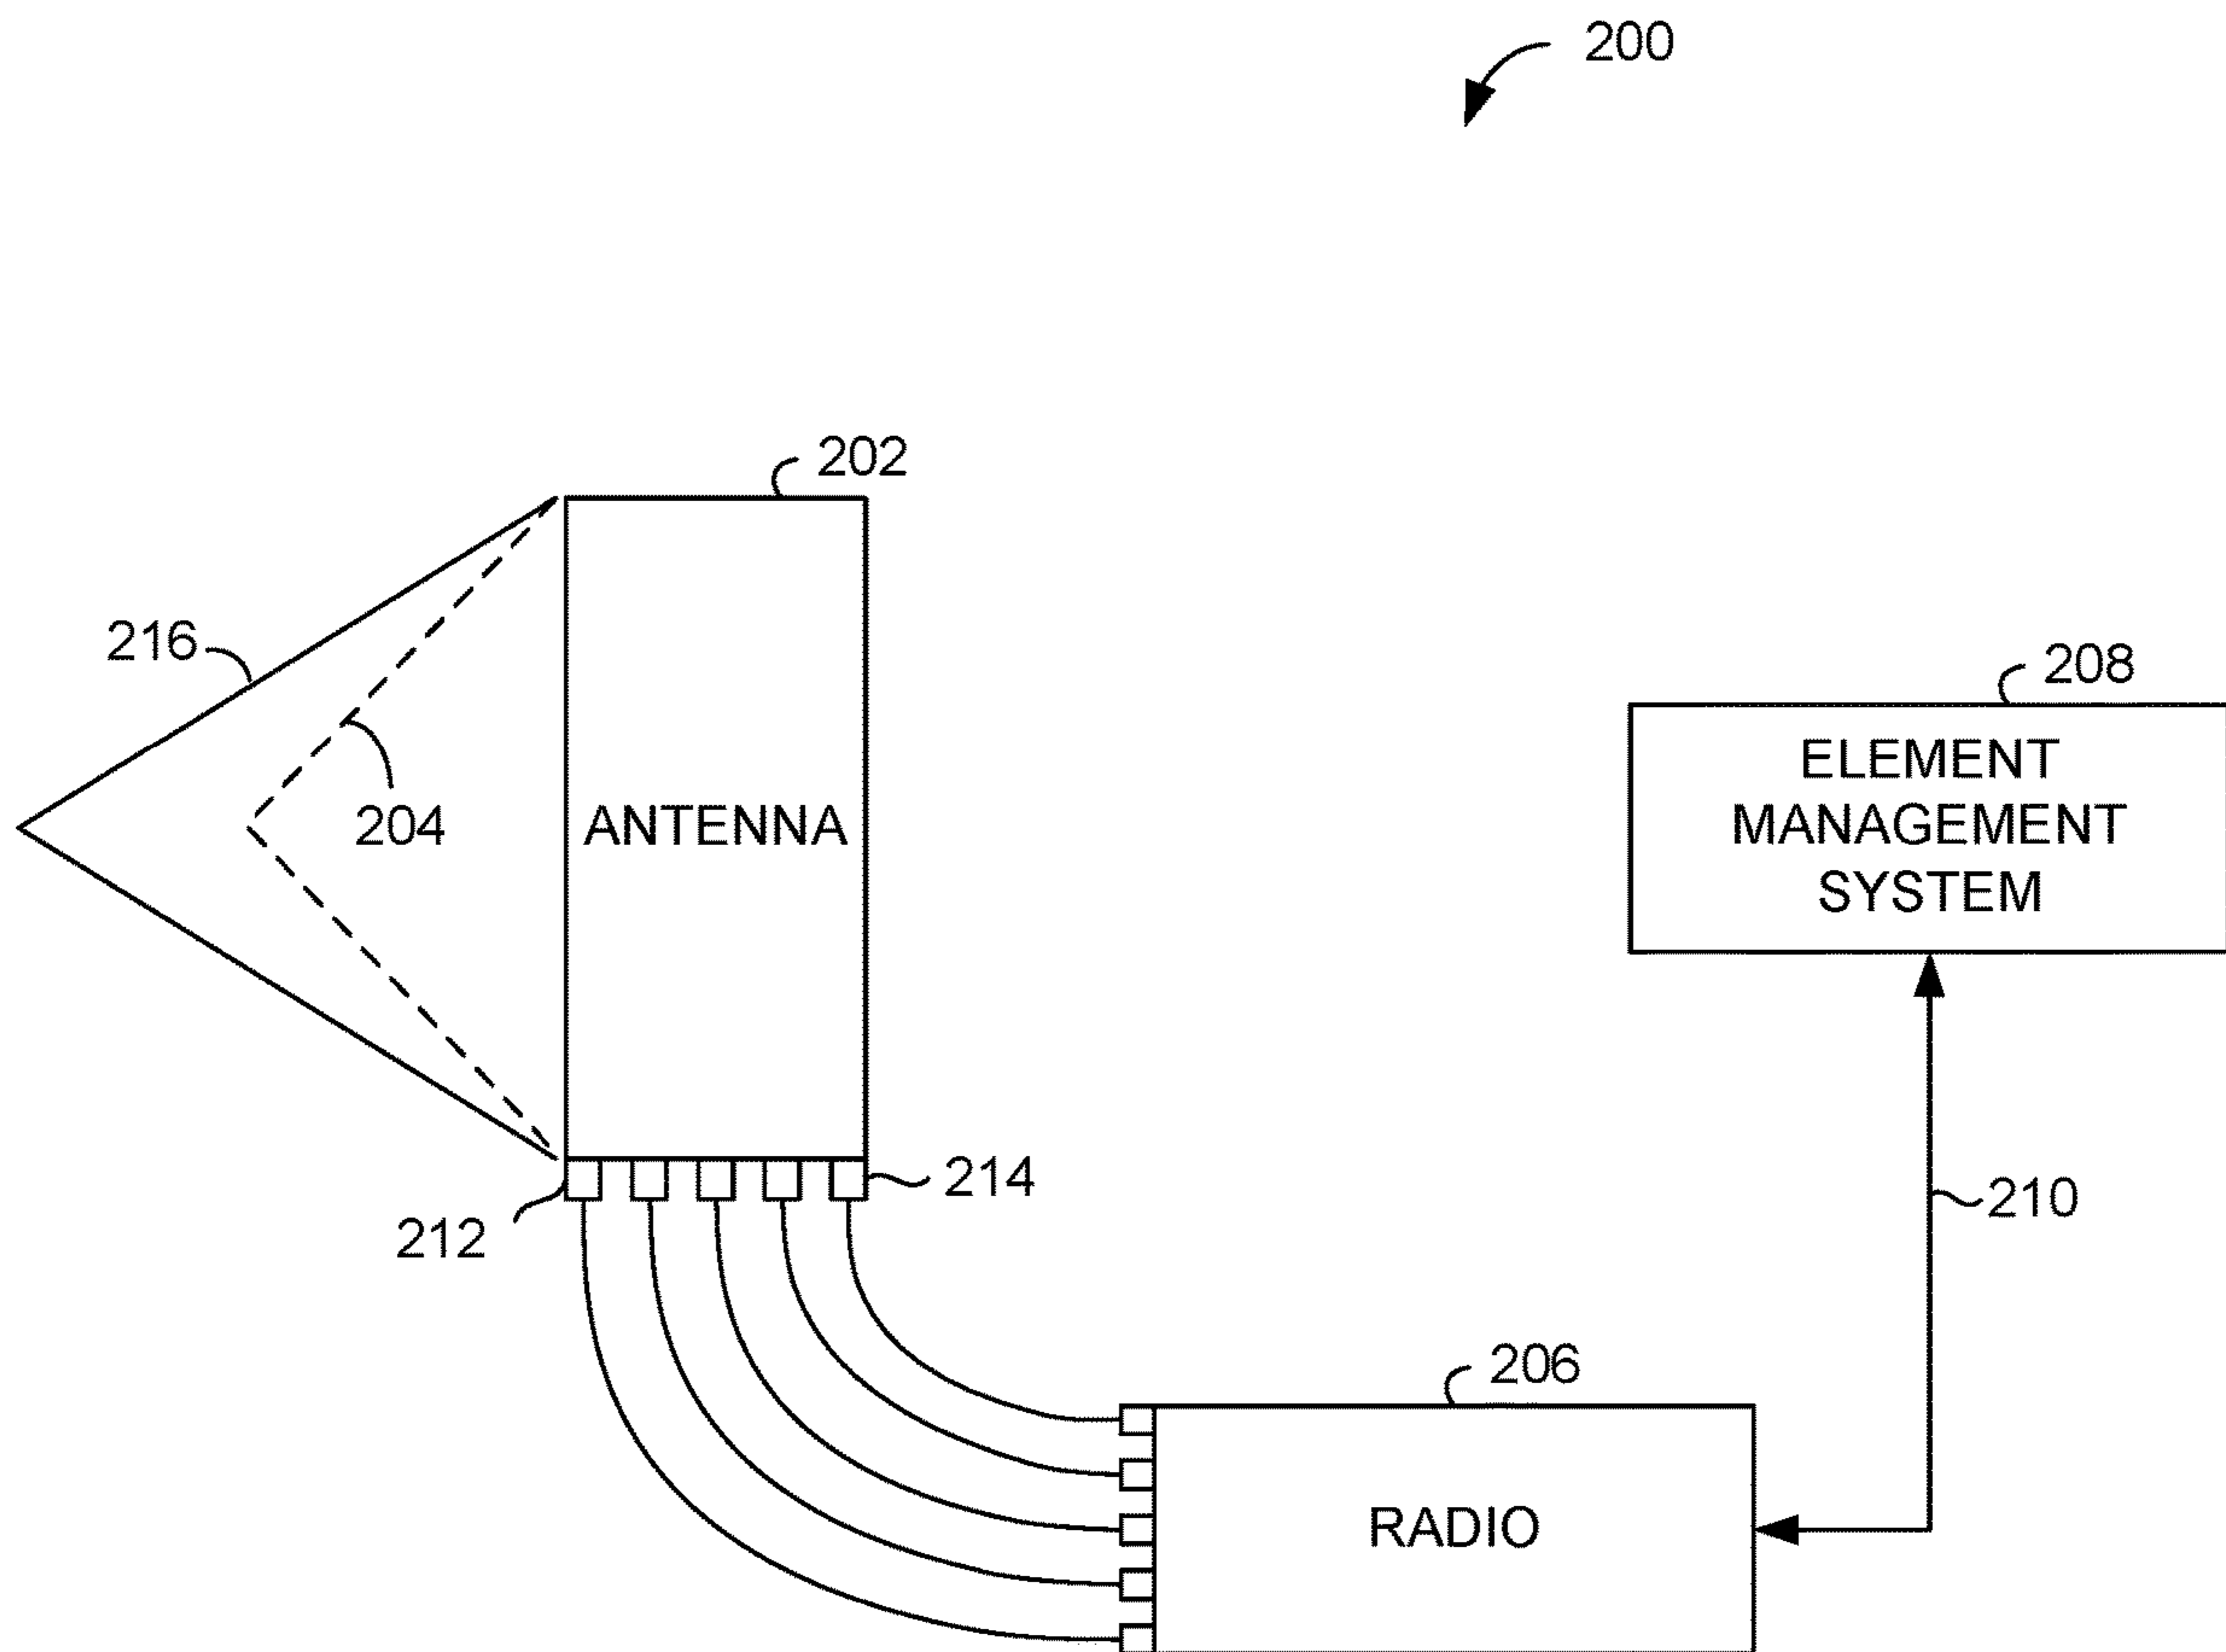 200
202
216
208
ELEMENT
MANAGEMENT
SYSTEM
204
ANTENNA
214
212
210
206
RADIO